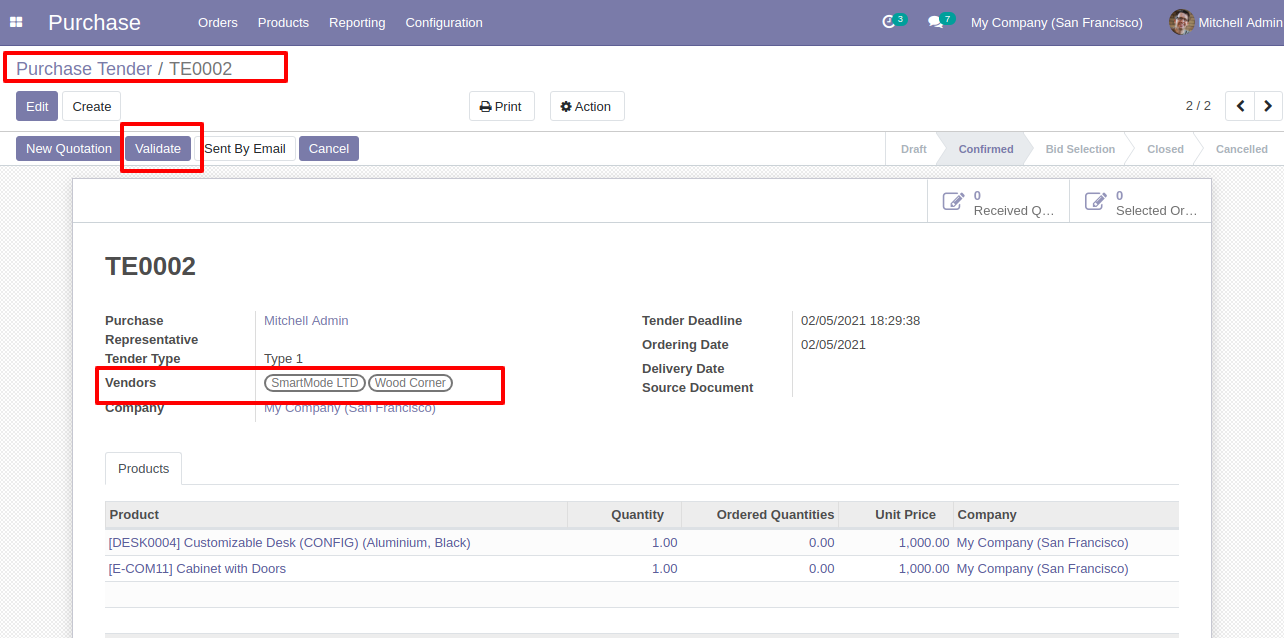 Purchase Orders Products Reporting Configuration 3 7 My Company (San Francisco) Mitchell Admin
Purchase Tender / TE0002
Edit Create Print Action 2 / 2
New Quotation Validate Sent By Email Cancel Draft Confirmed Bid Selection Closed Cancelled
0 Received Q... 0 Selected Or...
TE0002
Purchase Representative Mitchell Admin
Tender Type Type 1
Vendors SmartMode LTD Wood Corner
Company My Company (San Francisco)
Tender Deadline 02/05/2021 18:29:38
Ordering Date 02/05/2021
Delivery Date
Source Document
Products
Product Quantity Ordered Quantities Unit Price Company
[DESK0004] Customizable Desk (CONFIG) (Aluminium, Black) 1.00 0.00 1,000.00 My Company (San Francisco)
[E-COM11] Cabinet with Doors 1.00 0.00 1,000.00 My Company (San Francisco)